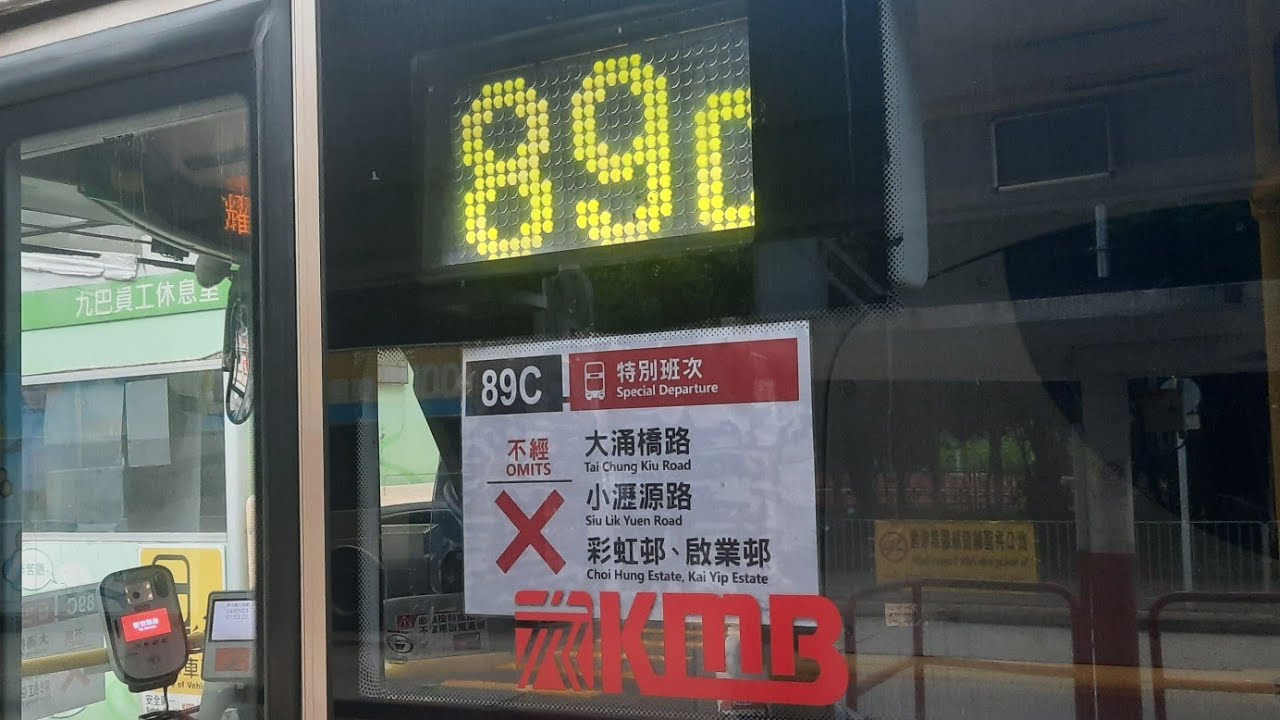 89C
耀
九巴員工休息室
89C
特別班次
Special Departure
不經
OMITS
大涌橋路
Tai Chung Kiu Road
小瀝源路
Siu Lik Yuen Road
彩虹邨、啟業邨
Choi Hung Estate, Kai Yip Estate
KMB
89C